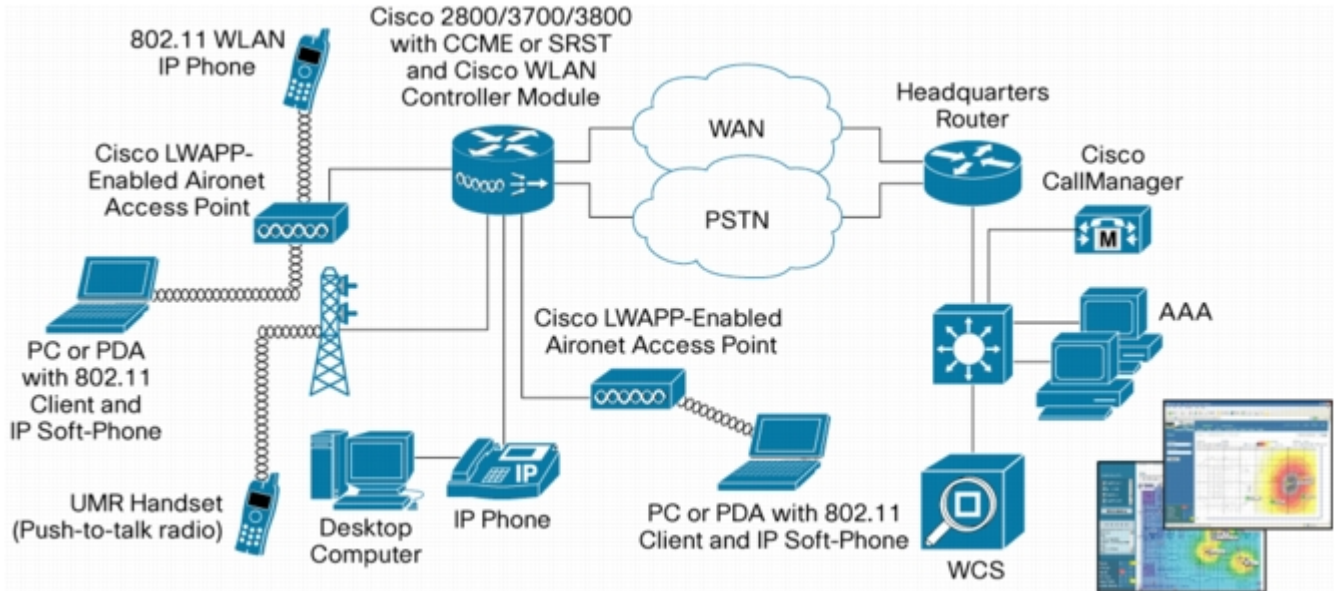 802.11 WLAN
IP Phone
Cisco 2800/3700/3800
with CCME or SRST
and Cisco WLAN
Controller Module
Cisco LWAPP-
Enabled Aironet
Access Point
WAN
PSTN
Headquarters
Router
Cisco
CallManager
M
AAA
PC or PDA
with 802.11
Client and
IP Soft-Phone
Cisco LWAPP-Enabled
Aironet Access Point
UMR Handset
(Push-to-talk radio)
Desktop
Computer
IP
IP Phone
PC or PDA with 802.11
Client and IP Soft-Phone
WCS